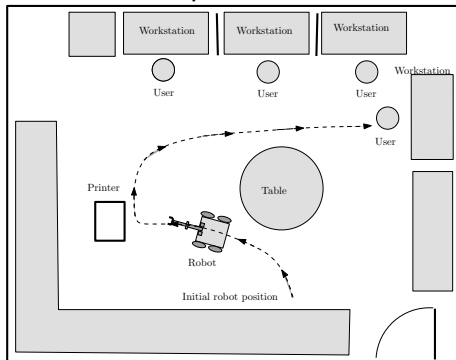 Workstation
Workstation
Workstation
User
User
User
Workstation
User
Printer
Table
Robot
Initial robot position